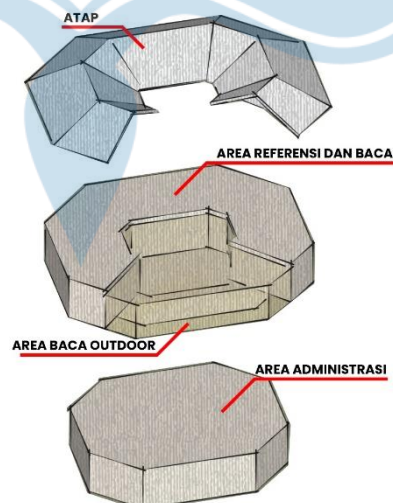 ATAP
AREA REFERENSI DAN BACA
AREA BACA OUTDOOR
AREA ADMINISTRASI